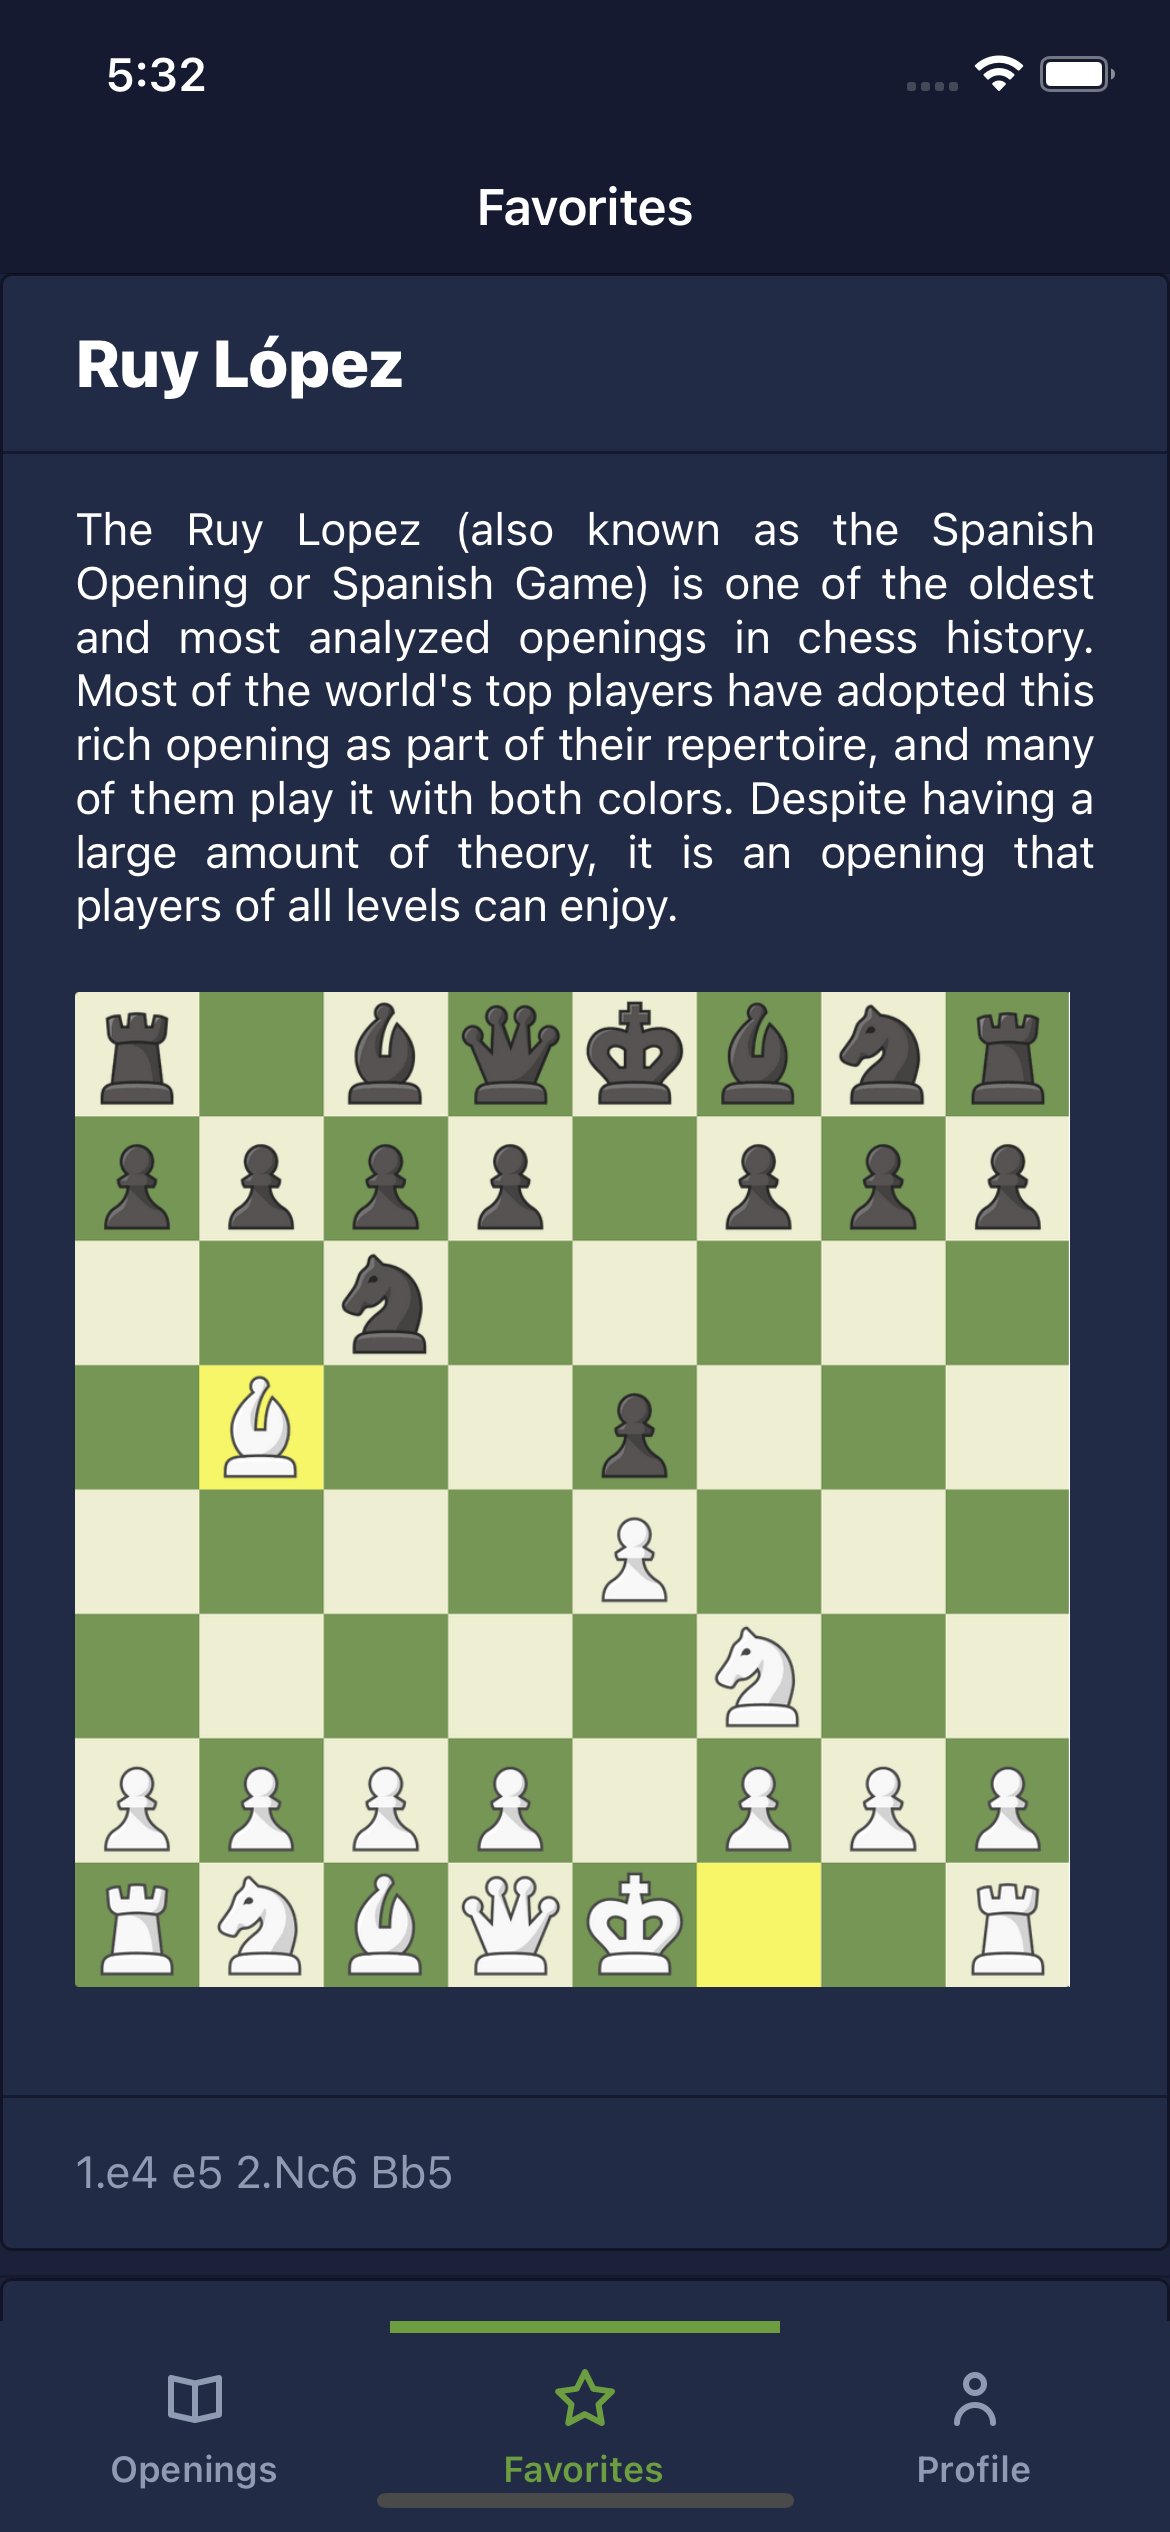 5:32
Favorites
Ruy López
The Ruy Lopez (also known as the Spanish
Opening or Spanish Game) is one of the oldest
and most analyzed openings in chess history.
Most of the world's top players have adopted this
rich opening as part of their repertoire, and many
of them play it with both colors. Despite having a
large amount of theory, it is an opening that
players of all levels can enjoy.
1.e4 e5 2.Nc6 Bb5
Openings
Favorites
Profile